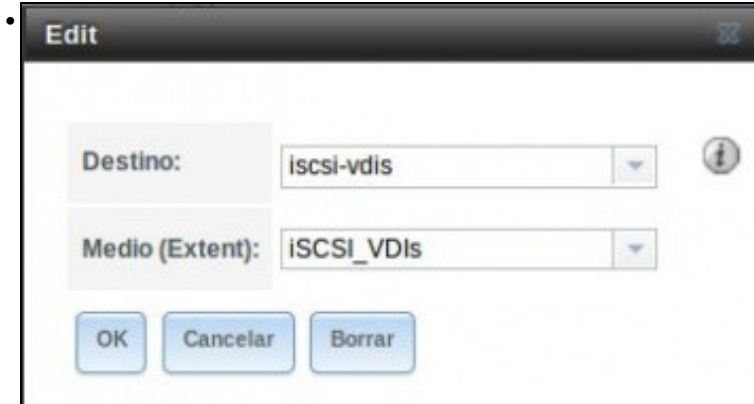 Edit
Destino: iscsi-vdis
Medio (Extent): iSCSI_VDIs
OK Cancelar Borrar